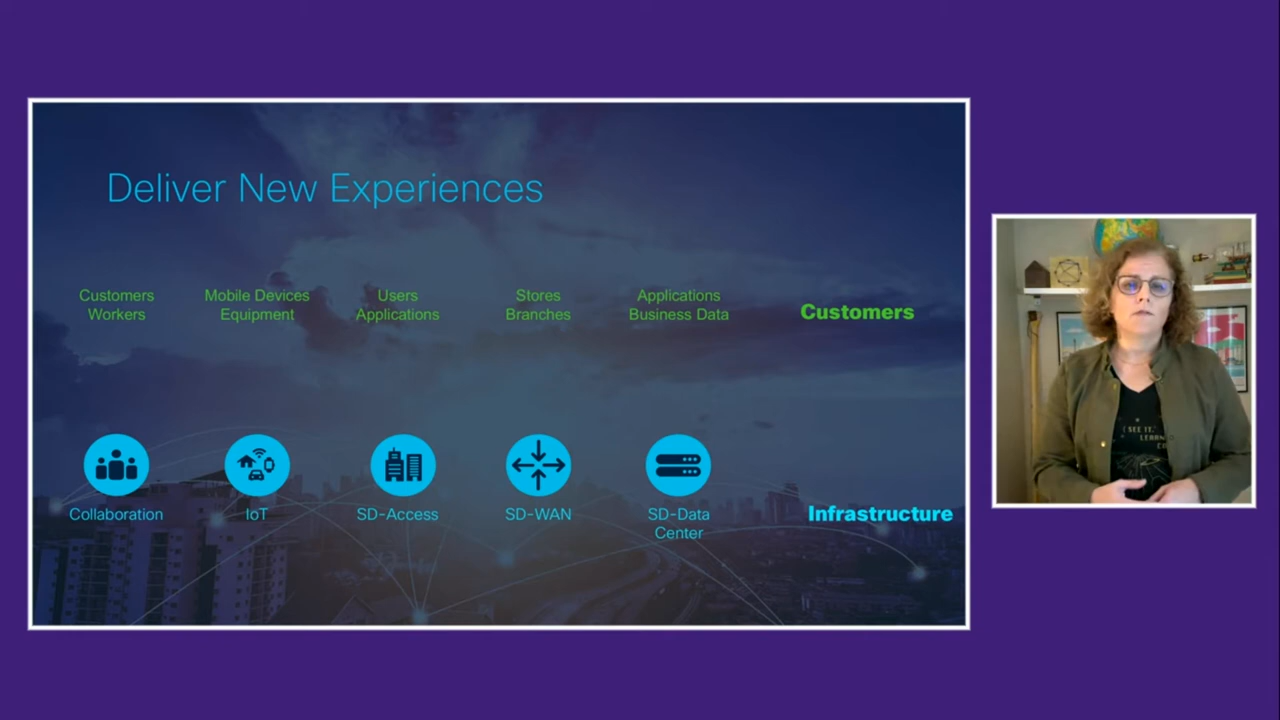 Deliver New Experiences
Customers
Workers
Mobile Devices
Equipment
Users
Applications
Stores
Branches
Applications
Business Data
Customers
Collaboration
IoT
SD-Access
SD-WAN
SD-Data
Center
Infrastructure